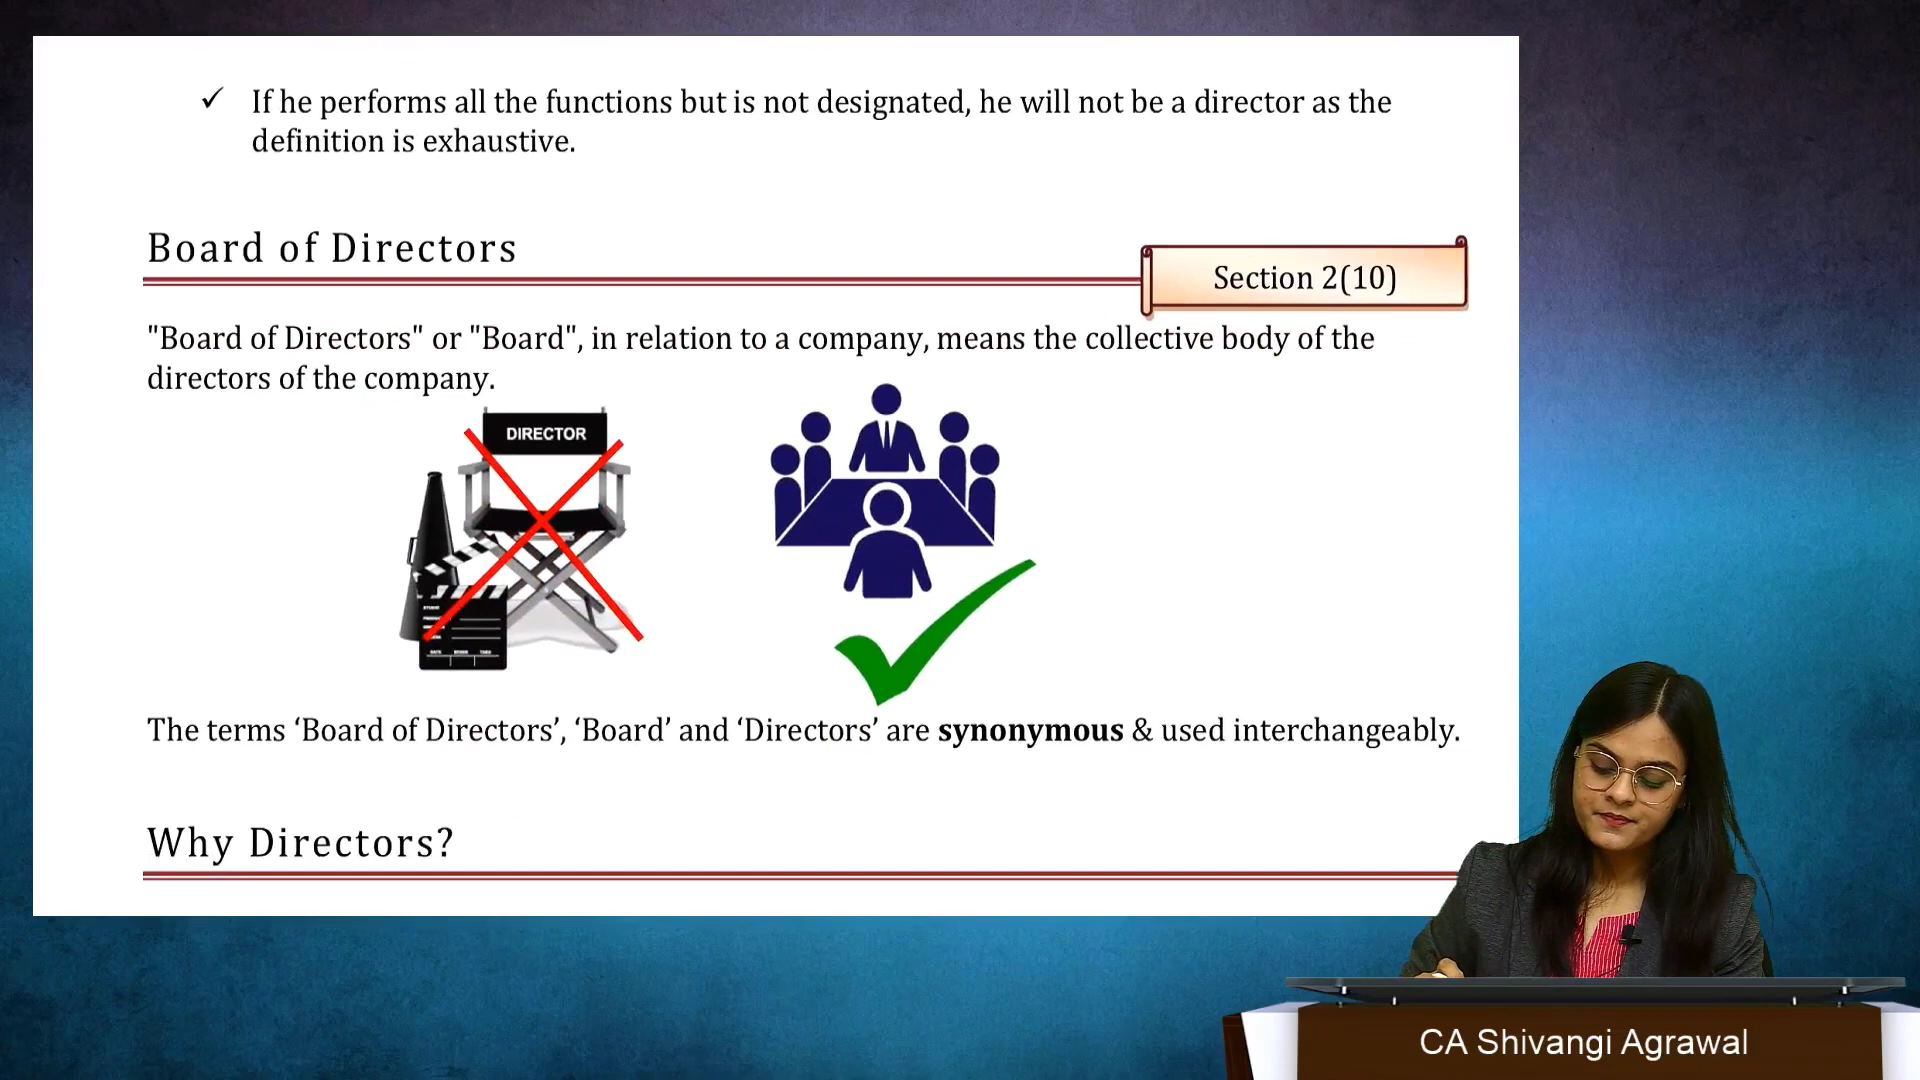 ✓ If he performs all the functions but is not designated, he will not be a director as the
definition is exhaustive.
Board of Directors
Section 2(10)
"Board of Directors" or "Board", in relation to a company, means the collective body of the
directors of the company.
DIRECTOR
The terms ‘Board of Directors’, ‘Board’ and ‘Directors’ are synonymous & used interchangeably.
Why Directors?
CA Shivangi Agrawal